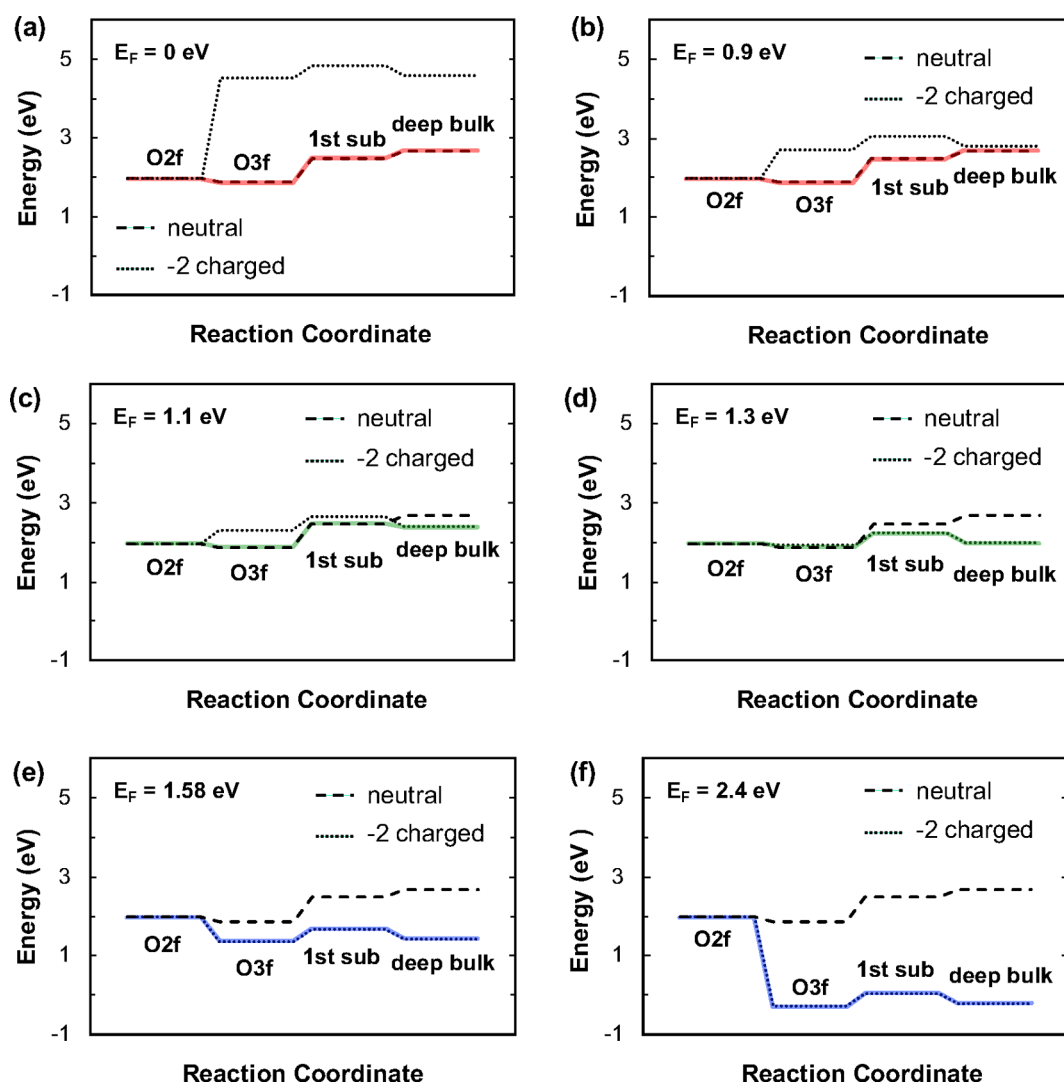 (a)
E_F = 0 eV
5
3
1
-1
Energy (eV)
O2f
O3f
1st sub
deep bulk
neutral
-2 charged
Reaction Coordinate
(b)
E_F = 0.9 eV
neutral
-2 charged
5
3
1
-1
Energy (eV)
O2f
O3f
1st sub
deep bulk
Reaction Coordinate
(c)
E_F = 1.1 eV
neutral
-2 charged
5
3
1
-1
Energy (eV)
O2f
O3f
1st sub
deep bulk
Reaction Coordinate
(d)
E_F = 1.3 eV
neutral
-2 charged
5
3
1
-1
Energy (eV)
O2f
O3f
1st sub
deep bulk
Reaction Coordinate
(e)
E_F = 1.58 eV
neutral
-2 charged
5
3
1
-1
Energy (eV)
O2f
O3f
1st sub
deep bulk
Reaction Coordinate
(f)
E_F = 2.4 eV
neutral
-2 charged
5
3
1
-1
Energy (eV )
O2f
O3f
1st sub
deep bulk
Reaction Coordinate